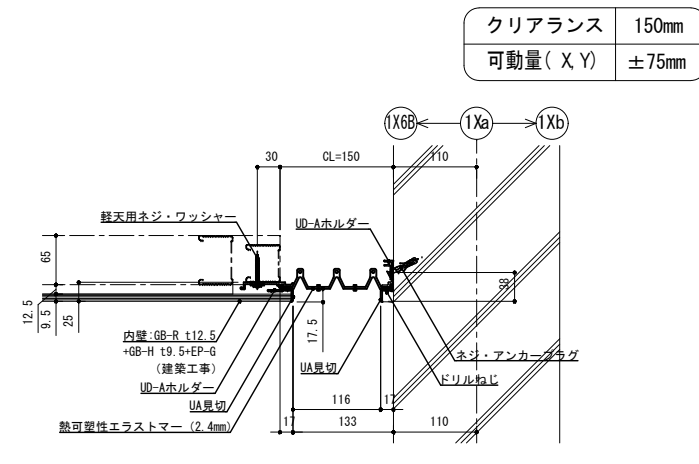 クリアランス 150mm
可動量( X, Y) ±75mm
1X6B 1Xa 1Xb
30 CL=150 110
軽天用ネジ・ワッシャー
UD-Aホルダー
65
12.5
9.5
25
38
17.5
内壁:GB-R t12.5
+GB-H t9.5+EP-G
(建築工事)
UD-Aホルダー
UA見切
熱可塑性エラストマー (2.4mm)
UA見切
ネジ・アンカープラグ
ドリルねじ
116 17
17 133 110